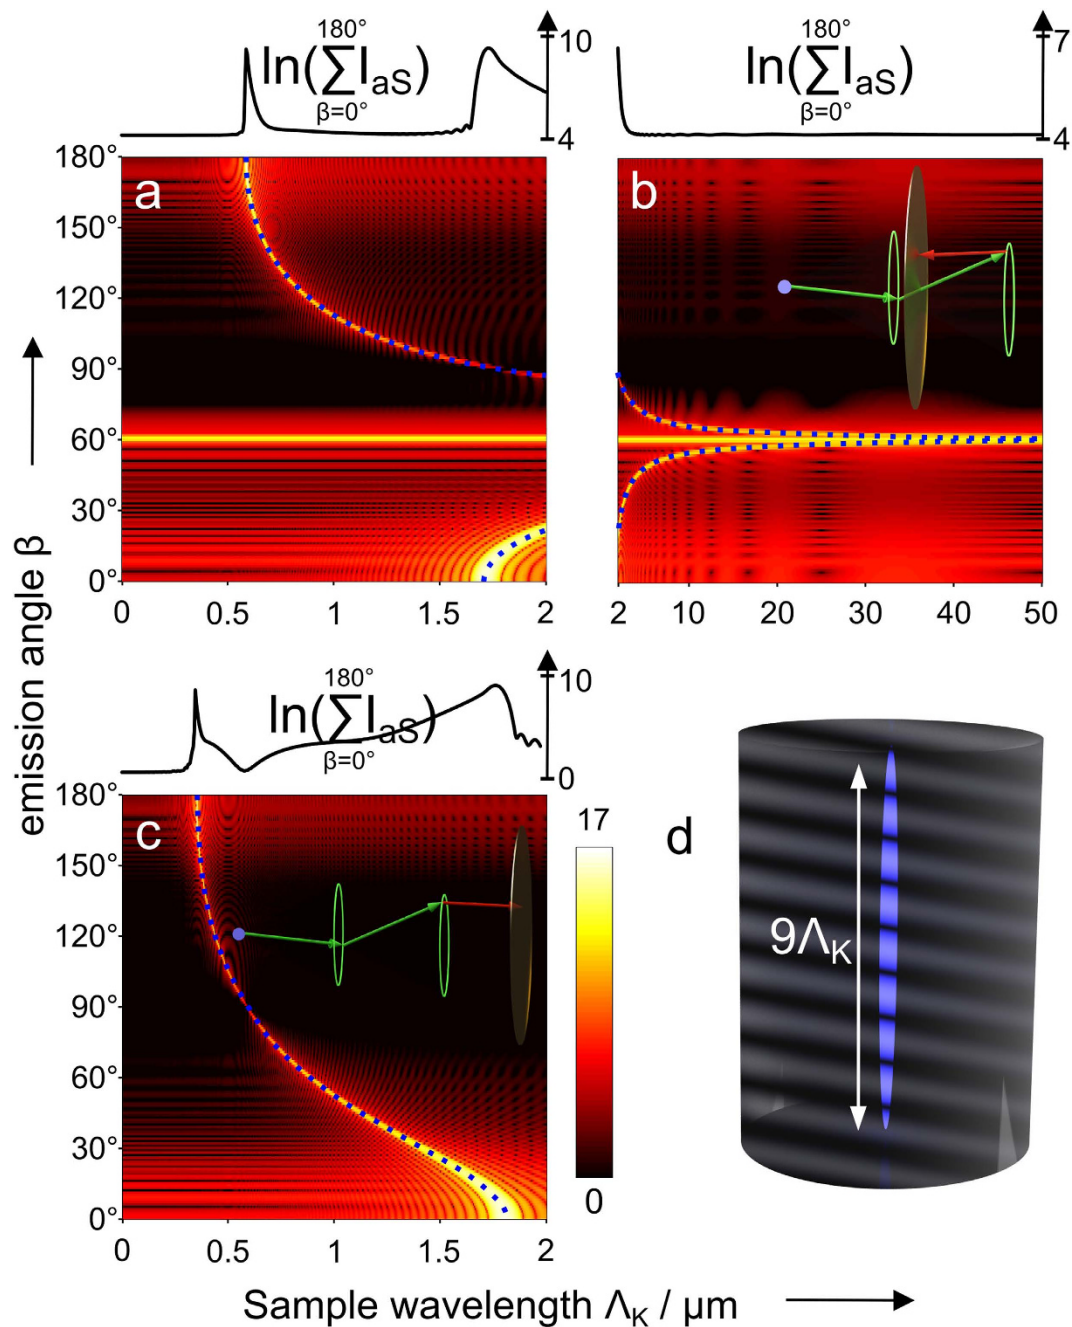 180°
ln(∑I_aS)
β=0°
10
4
180°
ln(∑I_aS)
β=0°
7
4
emission angle β
180°
150°
120°
90°
60°
30°
0°
a
0 0.5 1 1.5 2
b
2 10 20 30 40 50
180°
ln(∑I_aS)
β=0°
10
0
180°
150°
120°
90°
60°
30°
0°
c
17
0
0 0.5 1 1.5 2
d
9Λ_K
Sample wavelength Λ_K / µm